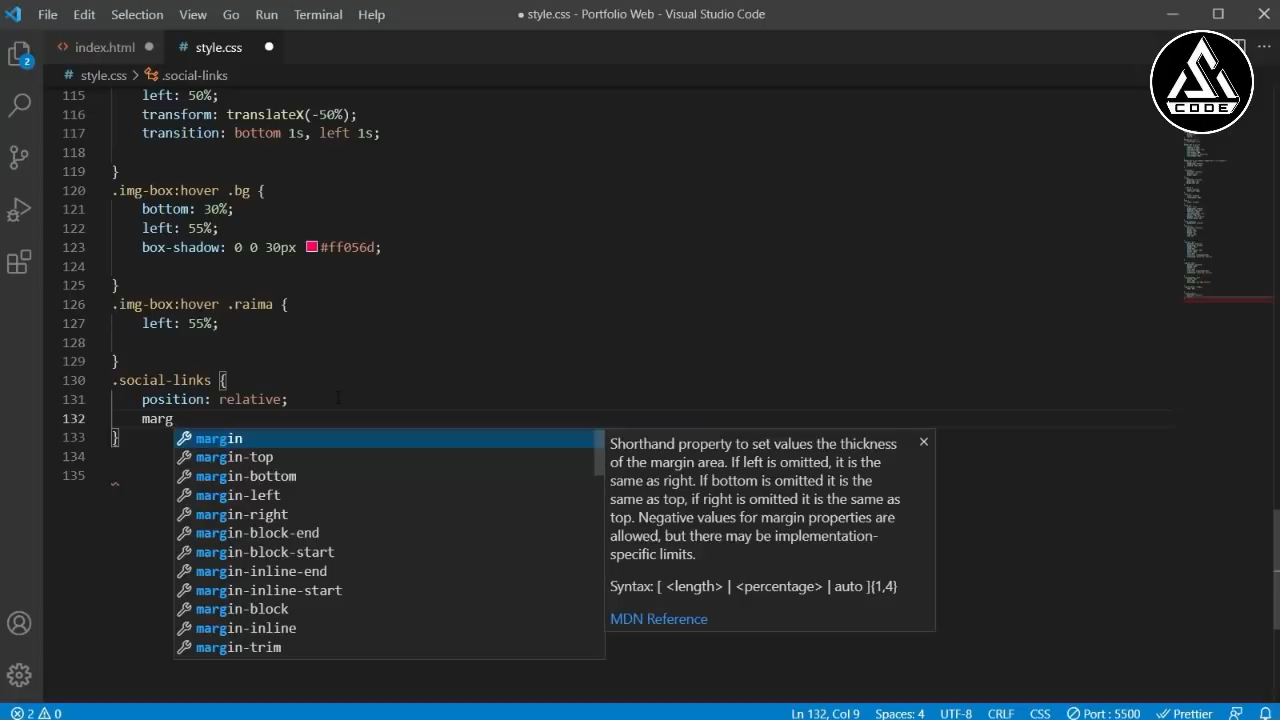 File Edit Selection View Go Run Terminal Help
● style.css - Portfolio Web - Visual Studio Code
index.html
# style.css
# style.css > .social-links
CODE
2
115 left: 50%;
116 transform: translateX(-50%);
117 transition: bottom 1s, left 1s;
118
119 }
120 .img-box:hover .bg {
121 bottom: 30%;
122 left: 55%;
123 box-shadow: 0 0 30px #ff056d;
124
125 }
126 .img-box:hover .raima {
127 left: 55%;
128
129 }
130 .social-links {
131 position: relative;
132 marg
133 }
134
135
margin
margin-top
margin-bottom
margin-left
margin-right
margin-block-end
margin-block-start
margin-inline-end
margin-inline-start
margin-block
margin-inline
margin-trim
Shorthand property to set values the thickness
of the margin area. If left is omitted, it is the
same as right. If bottom is omitted it is the
same as top, if right is omitted it is the same as
top. Negative values for margin properties are
allowed, but there may be implementation-
specific limits.
Syntax: [ <length> | <percentage> | auto ]{1,4}
MDN Reference
2 0
Ln 132, Col 9 Spaces: 4 UTF-8 CRLF CSS Port : 5500 Prettier